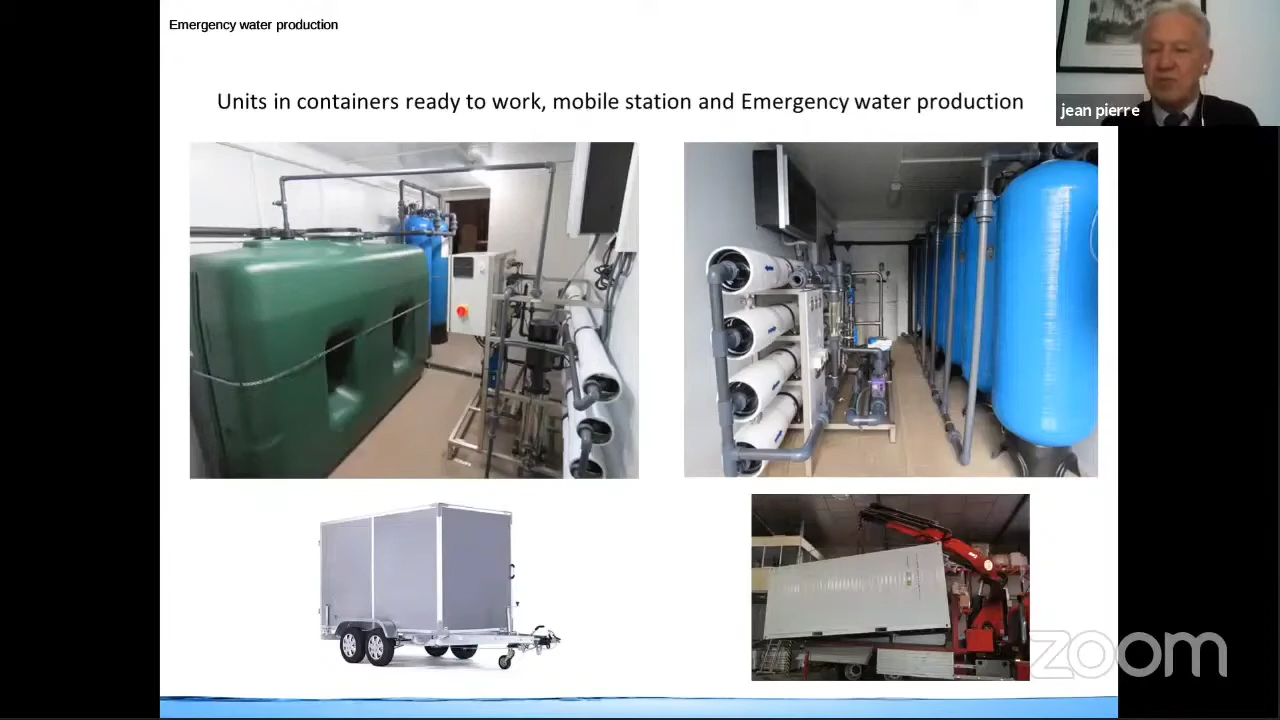 Emergency water production
Units in containers ready to work, mobile station and Emergency water production
jean pierre
zoom